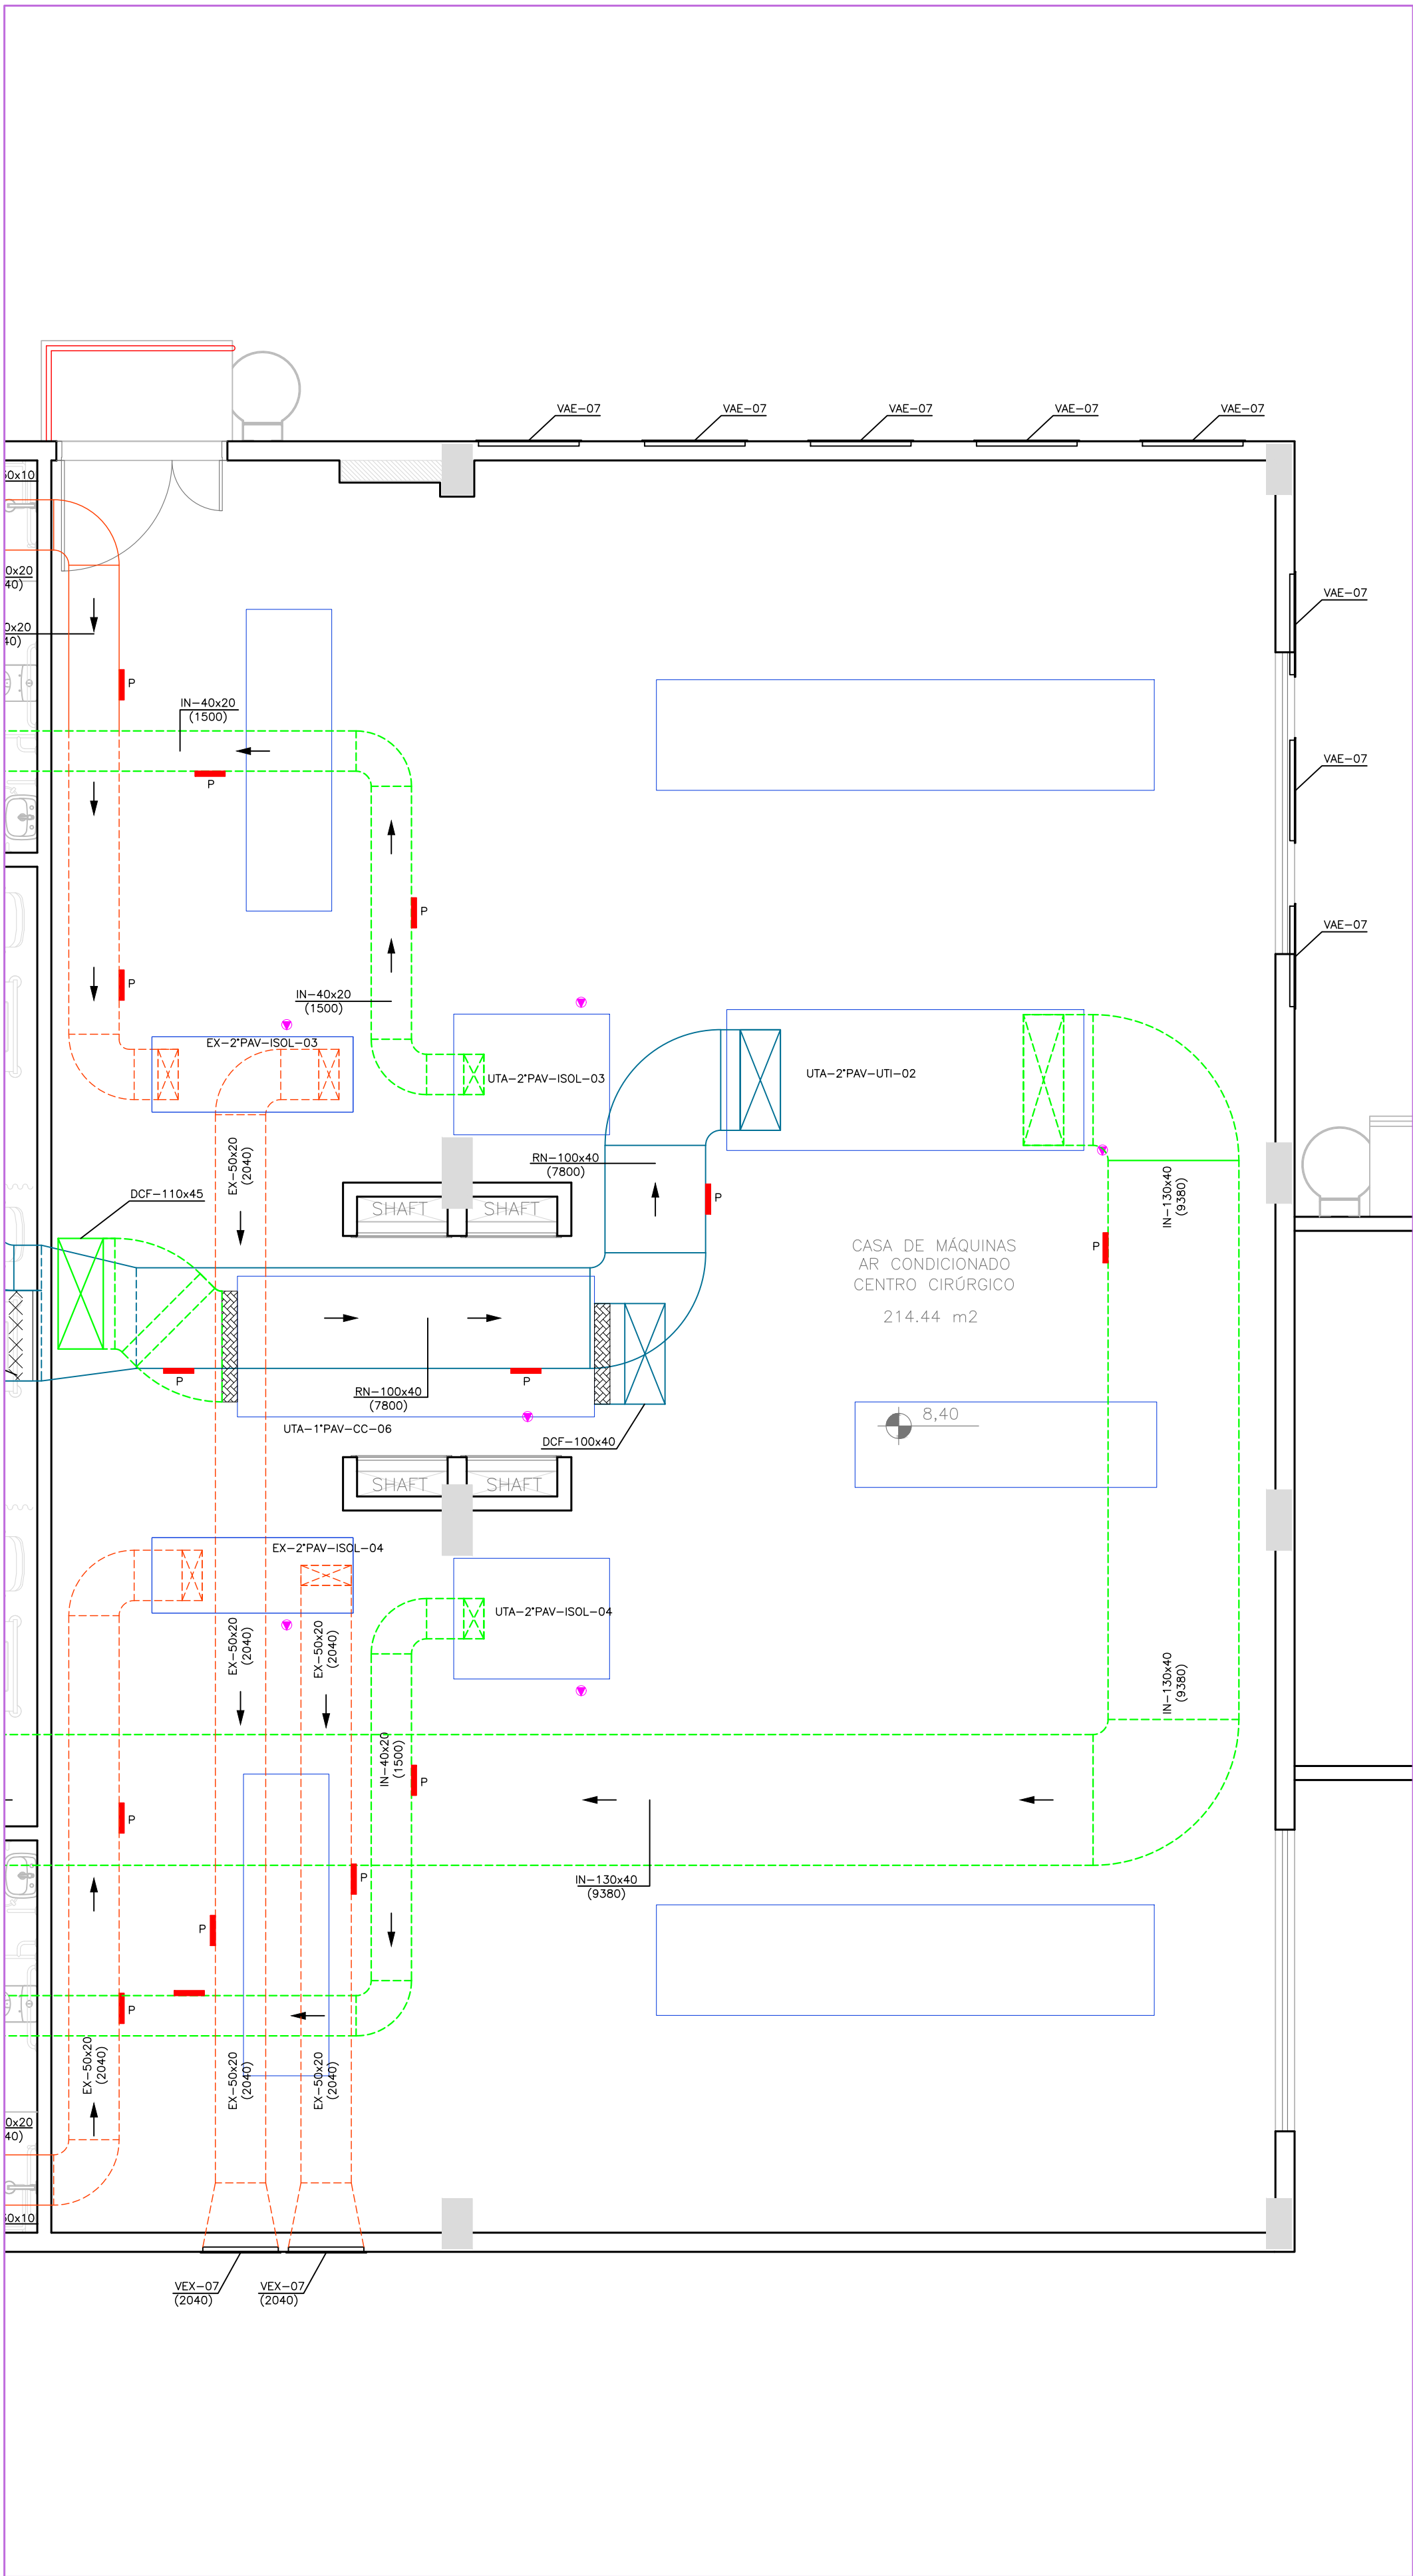 VAE-07
VAE-07
VAE-07
VAE-07
VAE-07
VAE-07
P
IN-40x20
(1500)
VAE-07
P
P
VAE-07
P
IN-40x20
(1500)
EX-2°PAV-ISOL-03
UTA-2°PAV-ISOL-03
UTA-2°PAV-UTI-02
EX-50x20
(2040)
RN-100x40
(7800)
IN-130x40
(9380)
DCF-110x45
P
SHAFT
SHAFT
CASA DE MÁQUINAS
AR CONDICIONADO
CENTRO CIRÚRGICO
214.44 m2
P
P
P
RN-100x40
(7800)
UTA-1°PAV-CC-06
DCF-100x40
8,40
SHAFT
SHAFT
EX-2°PAV-ISOL-04
UTA-2°PAV-ISOL-04
EX-50x20
(2040)
EX-50x20
(2040)
IN-130x40
(9380)
IN-40x20
(1500)
P
P
P
IN-130x40
(9380)
P
P
EX-50x20
(2040)
EX-50x20
(2040)
EX-50x20
(2040)
VEX-07
(2040)
VEX-07
(2040)